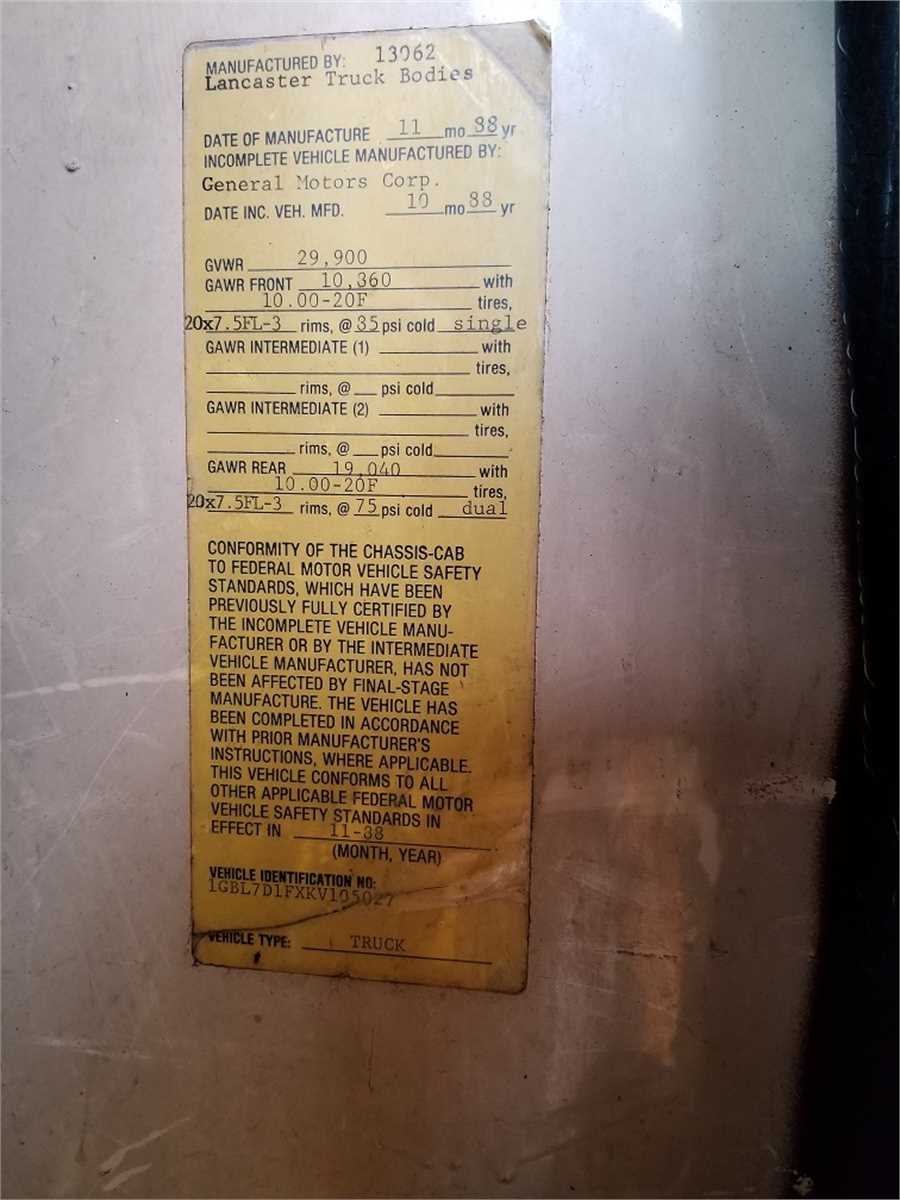 MANUFACTURED BY: 13062
Lancaster Truck Bodies
DATE OF MANUFACTURE 11 mo 88 yr
INCOMPLETE VEHICLE MANUFACTURED BY:
General Motors Corp.
DATE INC. VEH. MFD. 10 mo 88 yr
GVWR 29,900
GAWR FRONT 10,860 with
10.00-20F tires,
20x7.5FL-3 rims, @ 85 psi cold single
GAWR INTERMEDIATE (1) with
tires,
rims, @ psi cold
GAWR INTERMEDIATE (2) with
tires,
rims, @ psi cold
GAWR REAR 19,040 with
10.00-20F tires,
20x7.5FL-3 rims, @ 75 psi cold dual
CONFORMITY OF THE CHASSIS-CAB
TO FEDERAL MOTOR VEHICLE SAFETY
STANDARDS, WHICH HAVE BEEN
PREVIOUSLY FULLY CERTIFIED BY
THE INCOMPLETE VEHICLE MANU-
FACTURER OR BY THE INTERMEDIATE
VEHICLE MANUFACTURER, HAS NOT
BEEN AFFECTED BY FINAL-STAGE
MANUFACTURE. THE VEHICLE HAS
BEEN COMPLETED IN ACCORDANCE
WITH PRIOR MANUFACTURER'S
INSTRUCTIONS, WHERE APPLICABLE.
THIS VEHICLE CONFORMS TO ALL
OTHER APPLICABLE FEDERAL MOTOR
VEHICLE SAFETY STANDARDS IN
EFFECT IN 11-88
(MONTH, YEAR)
VEHICLE IDENTIFICATION NO:
1GBL7D1FXKV105027
VEHICLE TYPE: TRUCK